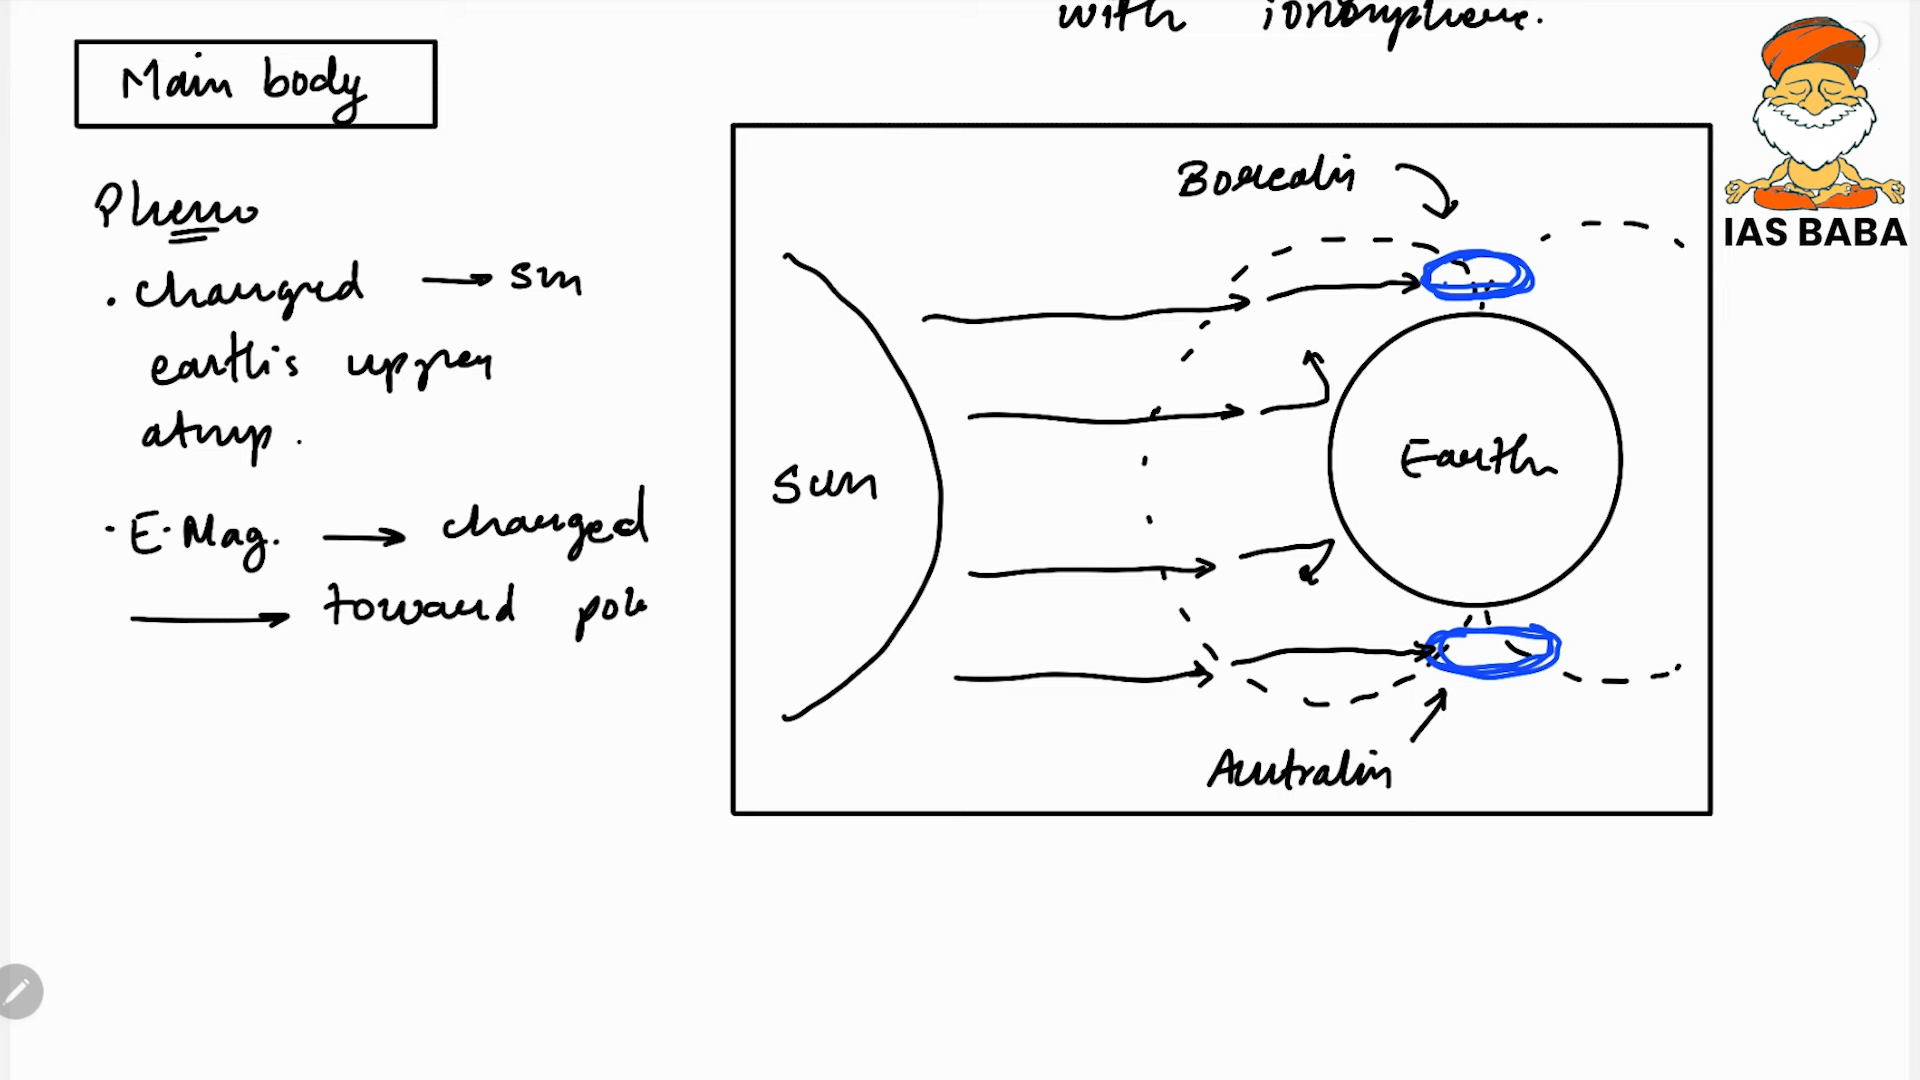 with ionosphere.
Main body
Pheno
. Charged → sun
earth's upper
atmp.
· E. Mag. → charged
→ toward pole
Borealis
Sun
Earth
Australis
IAS BABA